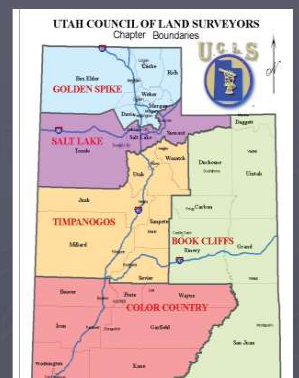 UTAH COUNCIL OF LAND SURVEYORS
Chapter Boundaries
UCLS
N
Box Elder
Cache
Rich
GOLDEN SPIKE
Weber
Morgan
Davis
SALT LAKE
Salt Lake
Summit
Daggett
Tooele
Wasatch
Duchesne
Uintah
Utah
Juab
Carbon
TIMPANOGOS
Sanpete
Millard
BOOK CLIFFS
Emery
Grand
Sevier
Beaver
Piute
Wayne
COLOR COUNTRY
Iron
Garfield
San Juan
Washington
Kane